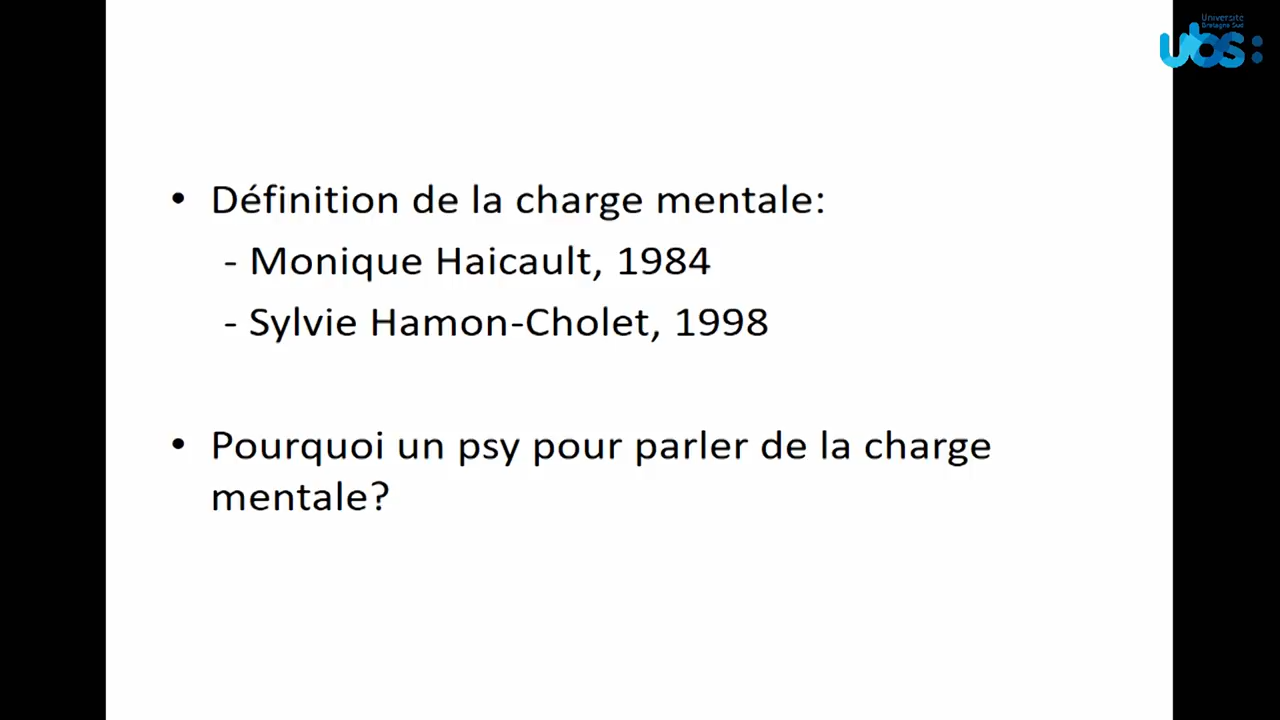 Université
Bretagne Sud
ubs:
• Définition de la charge mentale:
- Monique Haicault, 1984
- Sylvie Hamon-Cholet, 1998
• Pourquoi un psy pour parler de la charge
mentale?